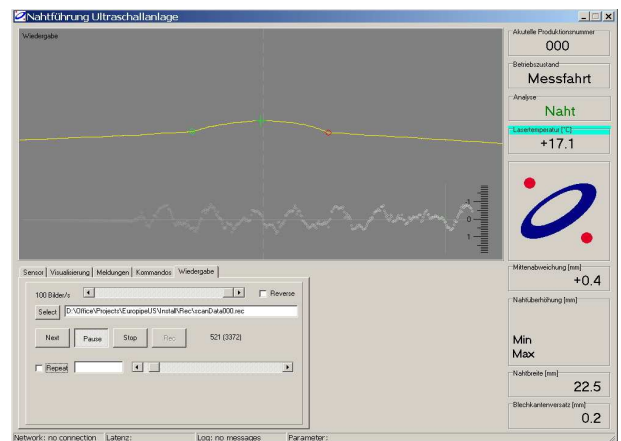 Nahtführung Ultraschallanlage
Wiedergabe
1
0
1
Sensor Visualisierung Meldungen Kommandos Wiedergabe
100 Bilder/s
Reverse
Select D:\Office\Projects\EuropipeUS\Install\Rec\scanData000.rec
Next Pause Stop Rec 521 (3372)
Repeat
Network: no connection Latenz: Log: no messages Parameter:
Akutelle Produktionsnummer
000
Betriebszustand
Messfahrt
Analyse
Naht
Lasertemperatur [°C]
+17.1
Mittenabweichung [mm]
+0.4
Nahtüberhöhung [mm]
Min
Max
Nahtbreite [mm]
22.5
Blechkantenversatz [mm]
0.2